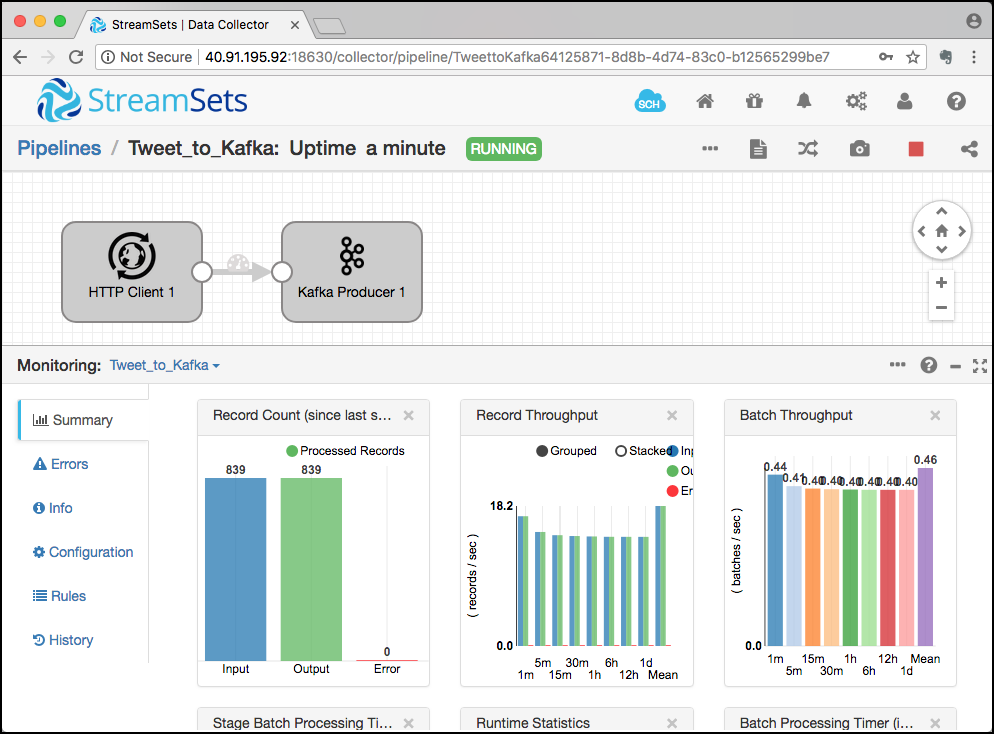 StreamSets | Data Collector
Not Secure | 40.91.195.92:18630/collector/pipeline/TweettoKafka64125871-8d8b-4d74-83c0-b12565299be7
StreamSets
SCH
Pipelines / Tweet_to_Kafka: Uptime a minute RUNNING
HTTP Client 1
Kafka Producer 1
Monitoring: Tweet_to_Kafka
Summary
Errors
Info
Configuration
Rules
History
Record Count (since last s...
Processed Records
839 839 0
Input Output Error
Record Throughput
Grouped Stacked Inp
Ou
Er
18.2
( records / sec )
0.0
5m 30m 6h 1d
1m 15m 1h 12h Mean
Batch Throughput
0.44 0.41 0.40 0.40 0.40 0.40 0.40 0.40 0.46
( batches / sec )
0.0
1m 15m 1h 12h Mean
5m 30m 6h 1d
Stage Batch Processing Ti...
Runtime Statistics
Batch Processing Timer (i...